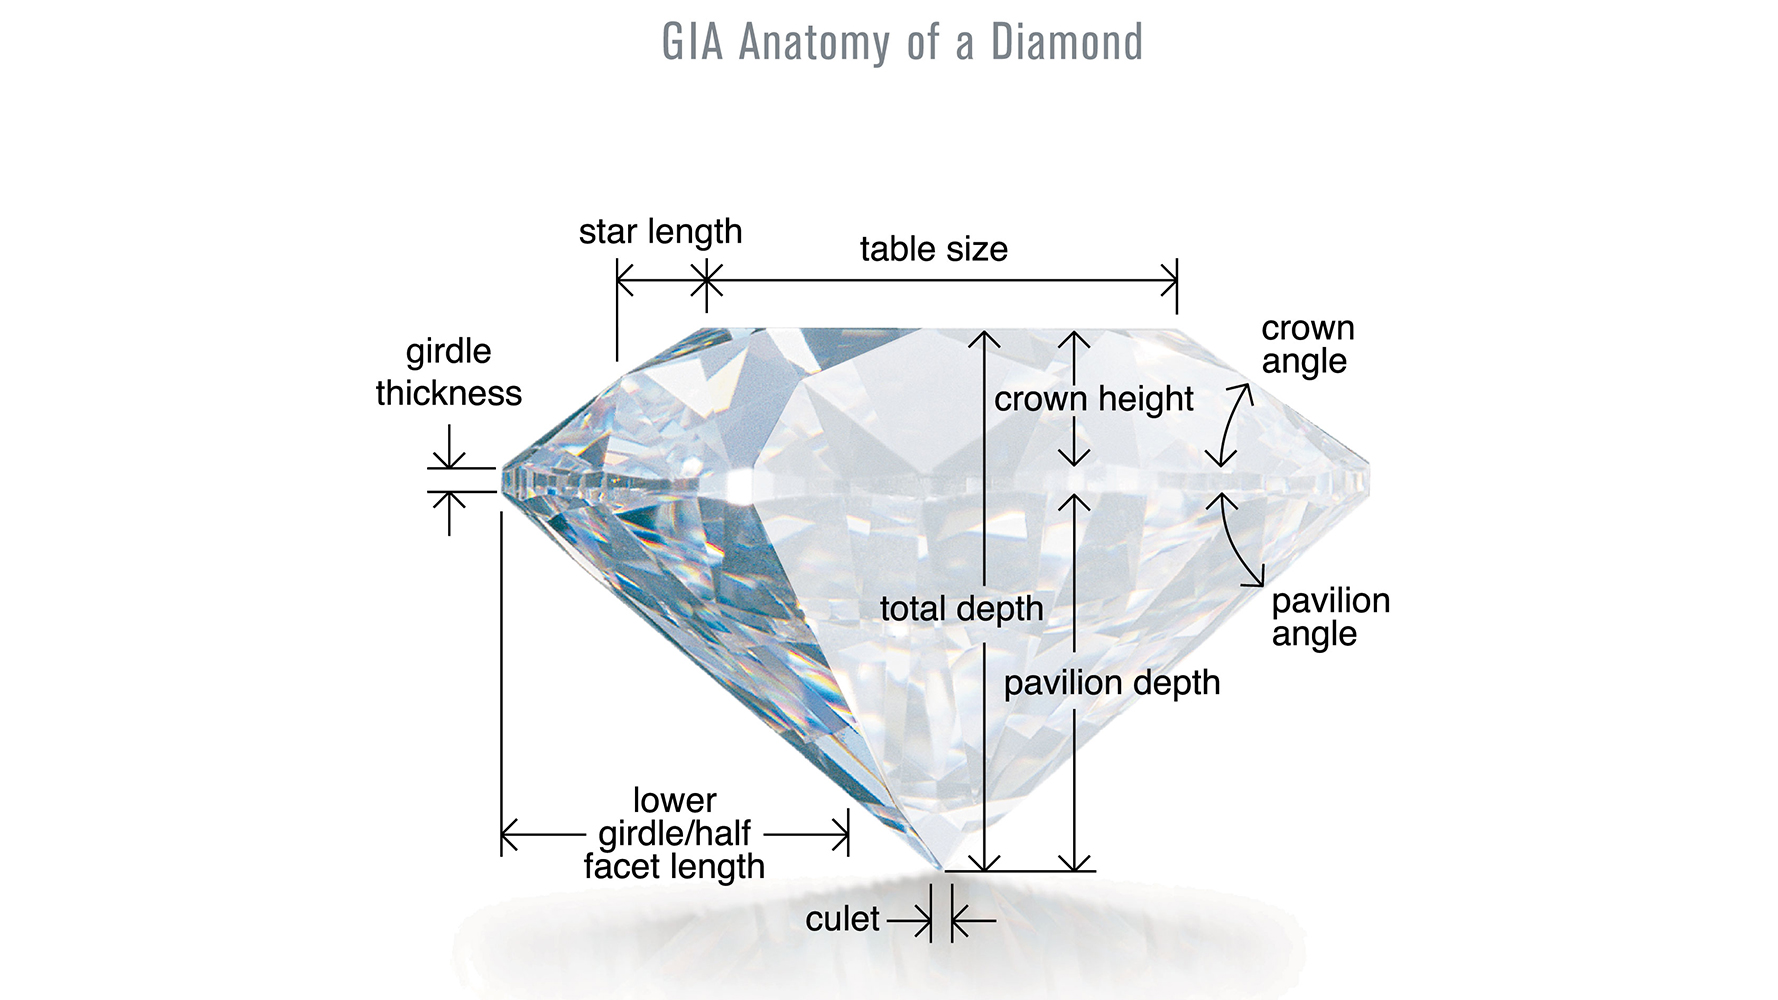 GIA Anatomy of a Diamond
star length
table size
crown
angle
girdle
thickness
crown height
total depth
pavilion
angle
pavilion depth
lower
girdle/half
facet length
culet